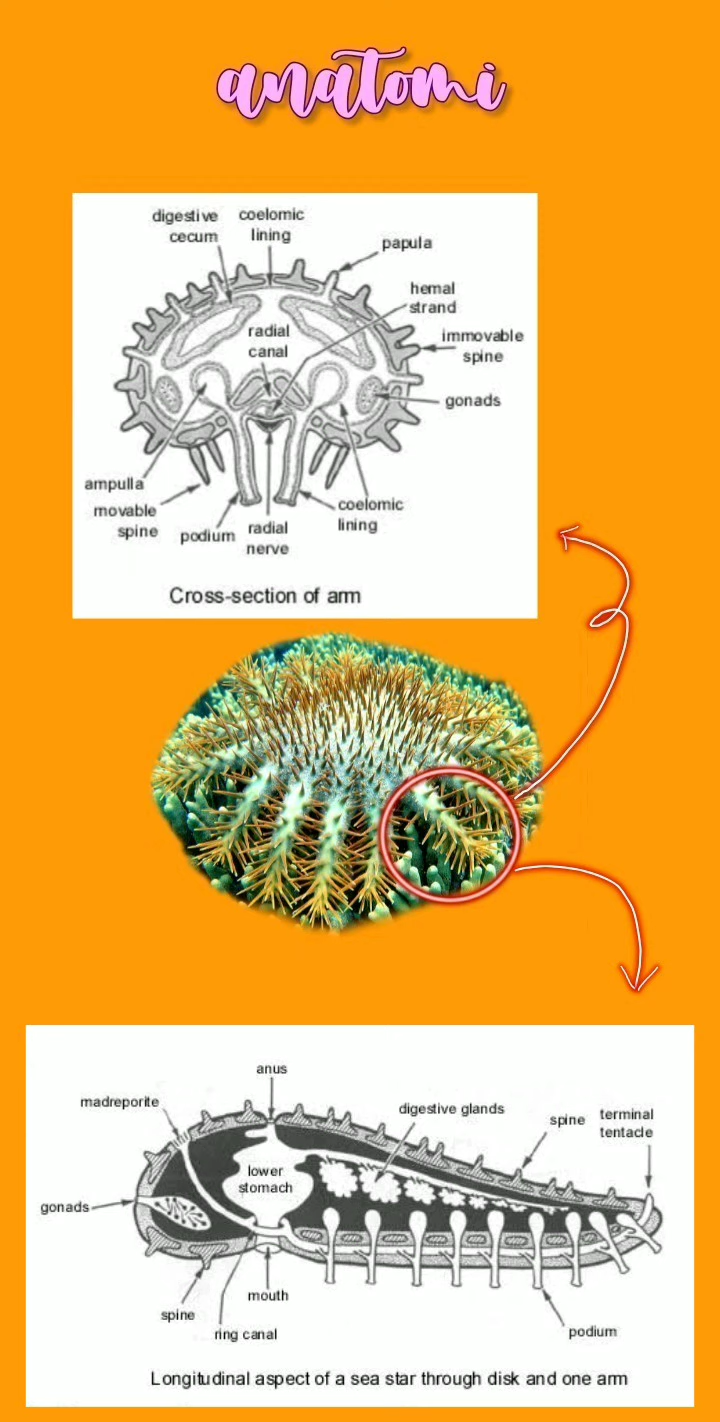 anatomi
digestive
cecum
coelomic
lining
papula
hemal
strand
radial
canal
immovable
spine
gonads
ampulla
movable
spine
podium
radial
nerve
coelomic
lining
Cross-section of arm
anus
madreporite
digestive glands
spine
terminal
tentacle
lower
stomach
gonads
mouth
spine
ring canal
podium
Longitudinal aspect of a sea star through disk and one arm